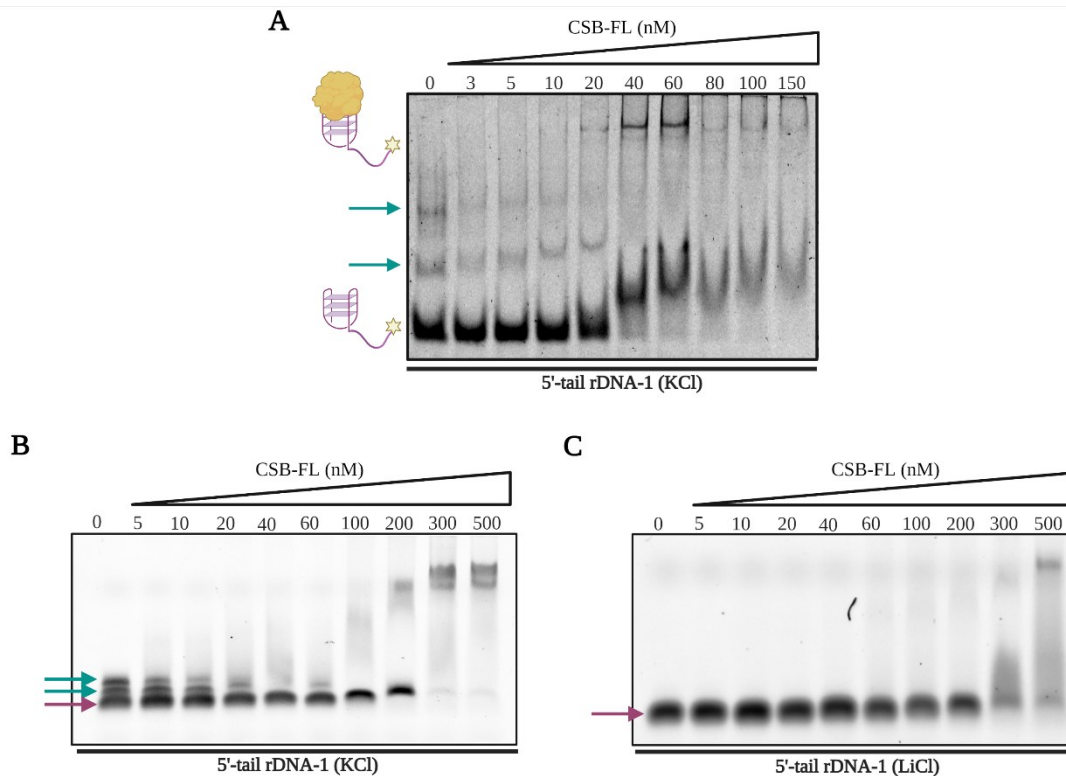 A
CSB-FL (nM)
0 3 5 10 20 40 60 80 100 150
5'-tail rDNA-1 (KCl)
B
CSB-FL (nM)
0 5 10 20 40 60 100 200 300 500
5'-tail rDNA-1 (KCl)
C
CSB-FL (nM)
0 5 10 20 40 60 100 200 300 500
5'-tail rDNA-1 (LiCl)